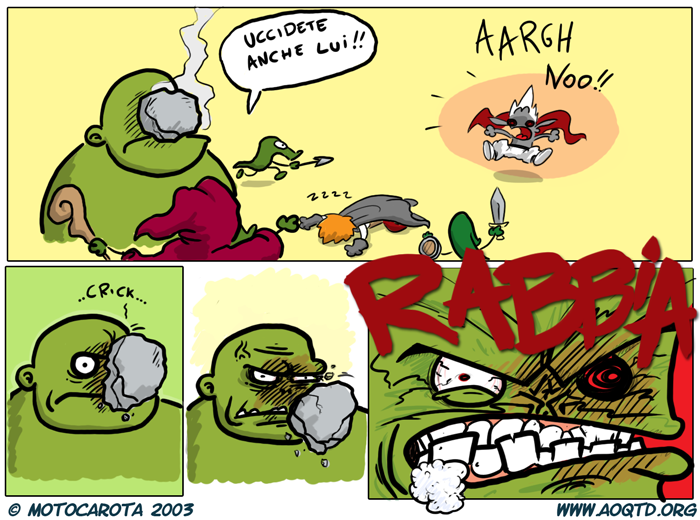 UCCIDETE
ANCHE LUI!!
AARGH
NOO!!
ZZZZ
..CRICK...
RABBIA
© MOTOCAROTA 2003
WWW.AOQTD.ORG